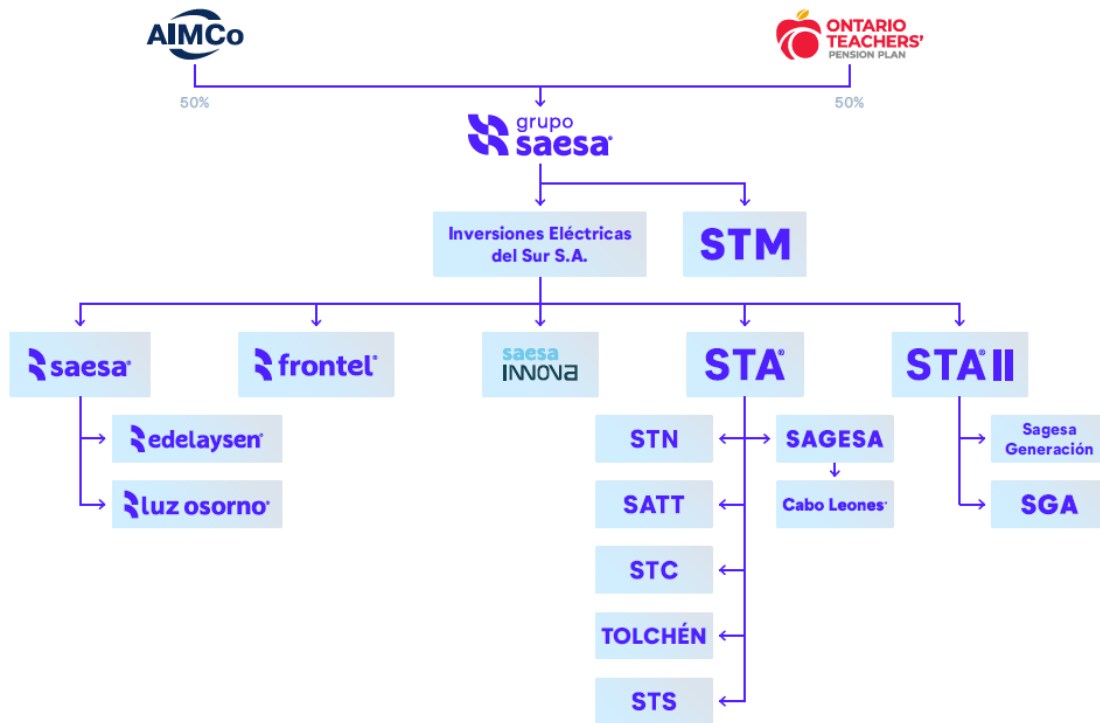 AIMCo
ONTARIO
TEACHERS'
PENSION PLAN
50%
50%
grupo
saesa
Inversiones Eléctricas
del Sur S.A.
STM
saesa
frontel
saesa
INNOVA
STA
STA II
edelaysen
luz osorno
STN
SAGESA
Sagesa
Generación
SATT
Cabo Leones
SGA
STC
TOLCHÉN
STS